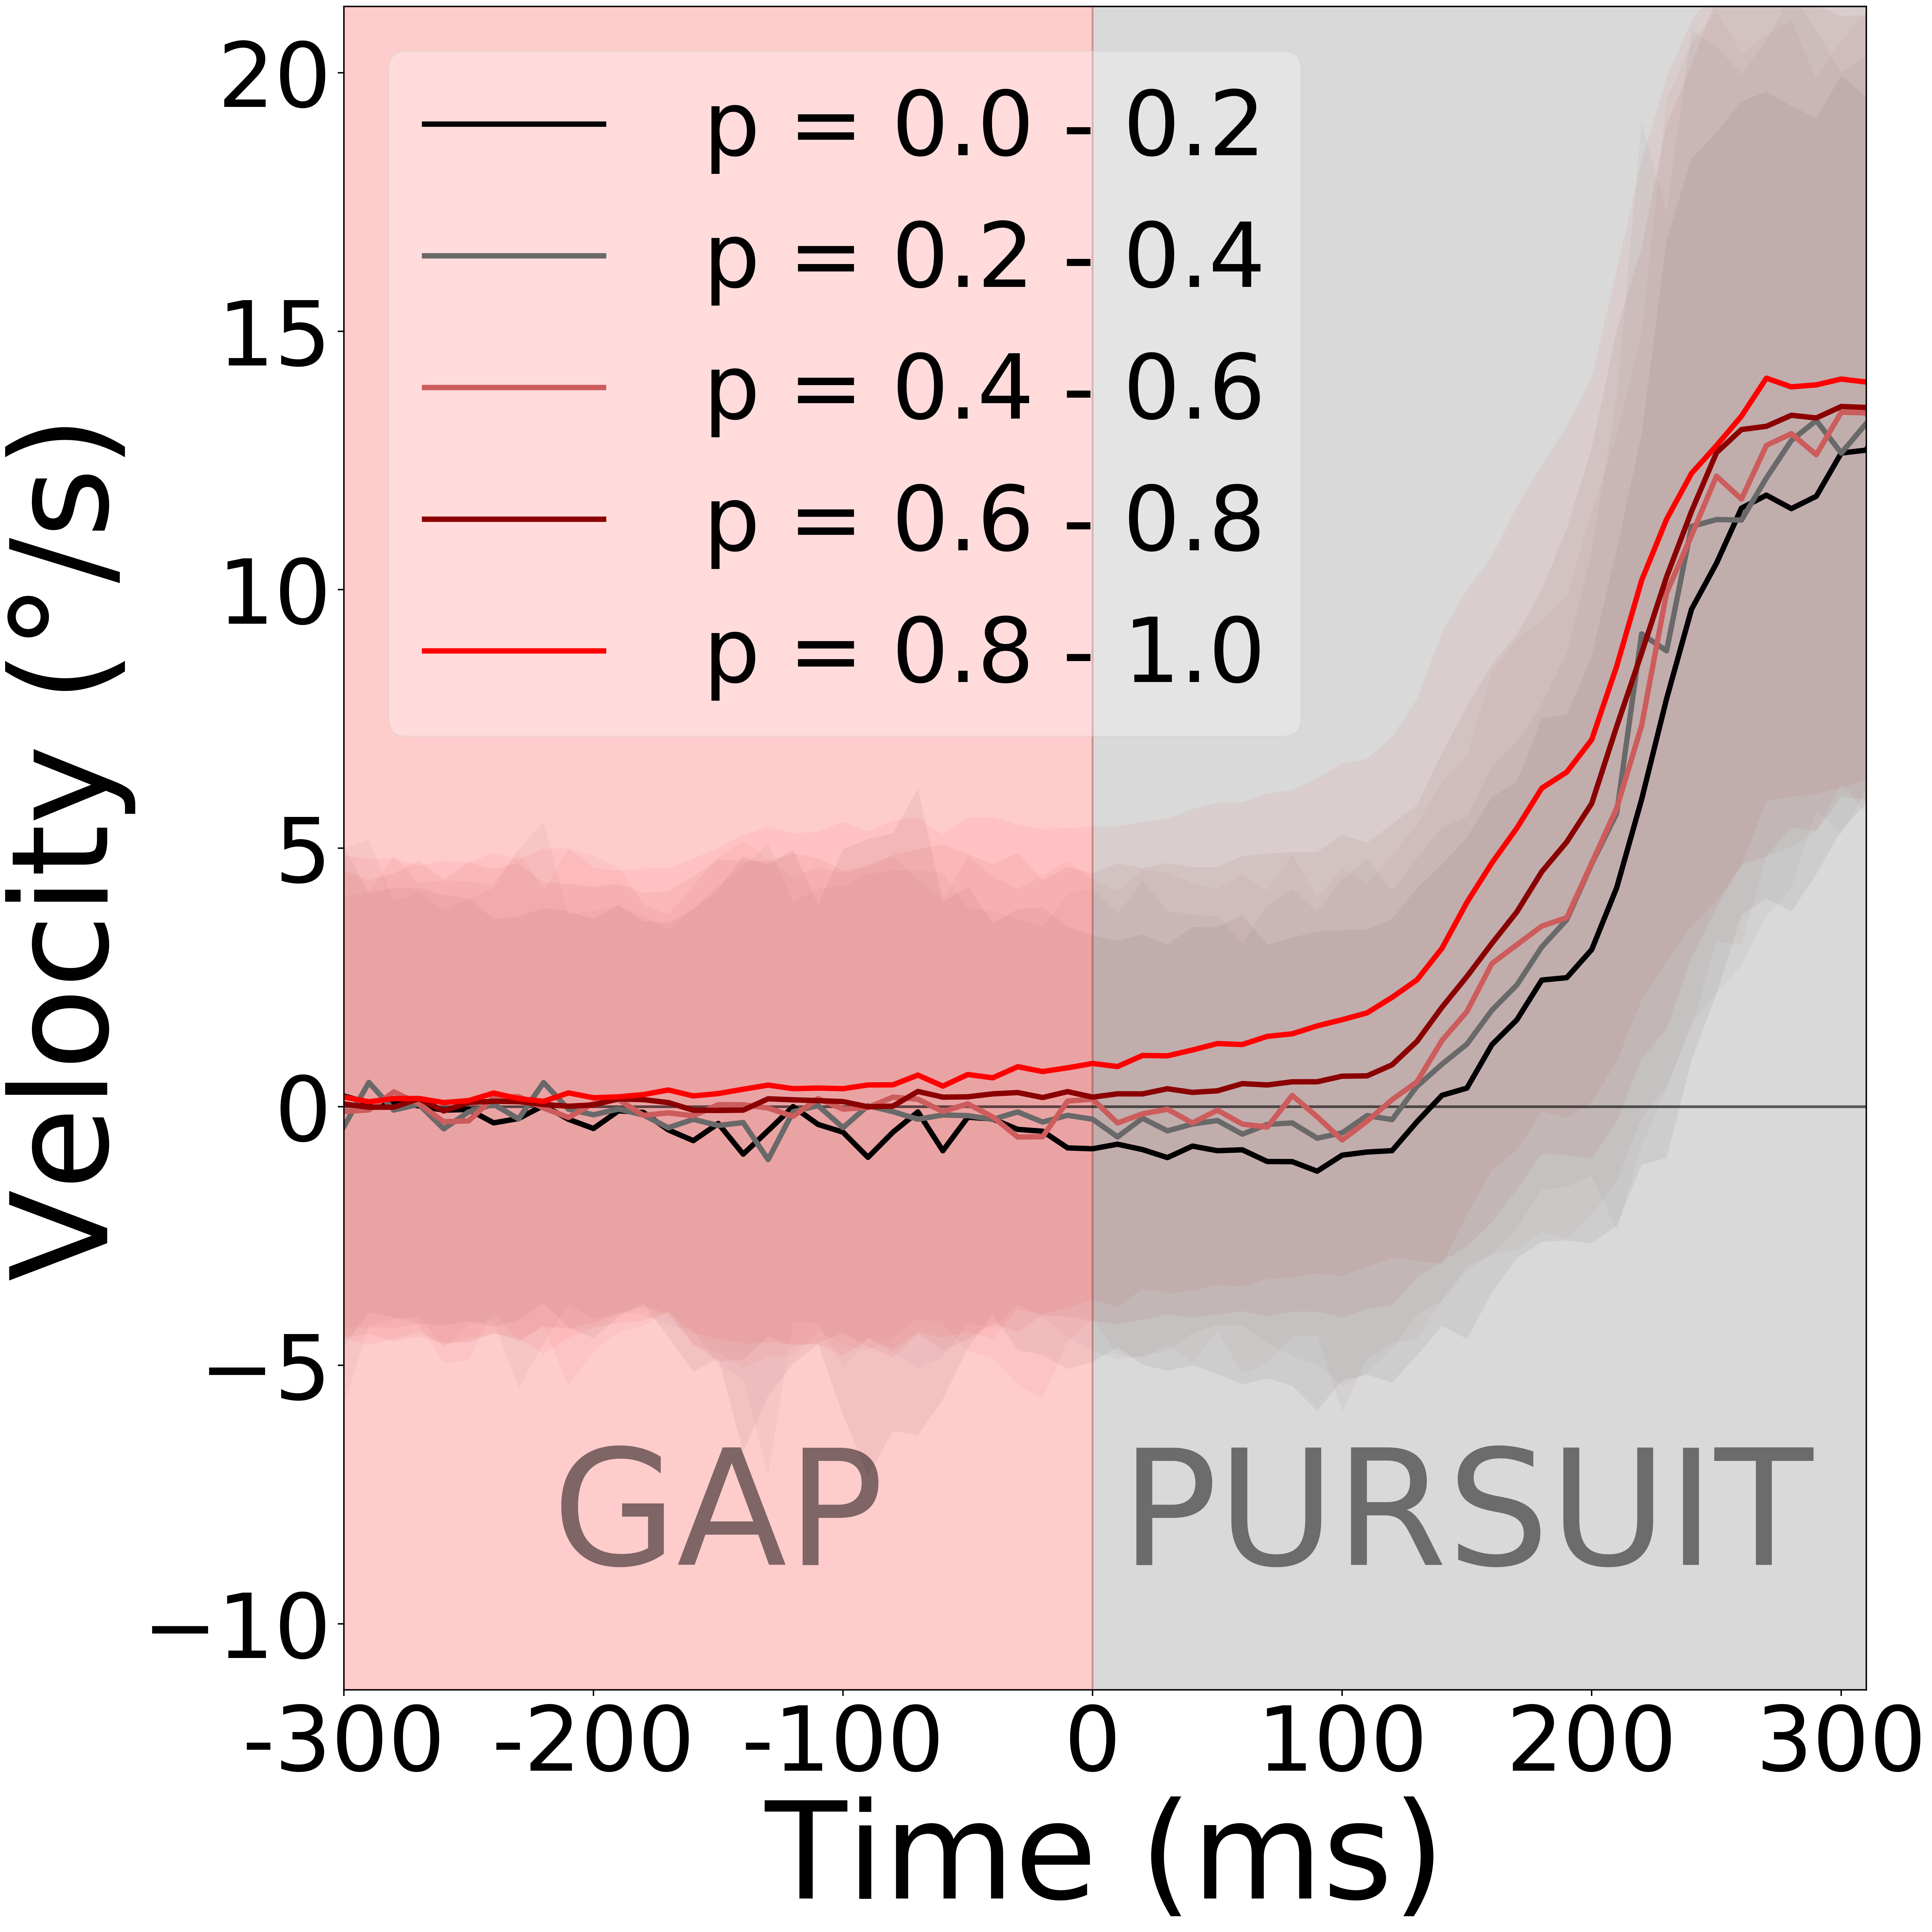 Velocity (°/s)
20
15
10
5
0
−5
−10
p = 0.0 - 0.2
p = 0.2 - 0.4
p = 0.4 - 0.6
p = 0.6 - 0.8
p = 0.8 - 1.0
GAP
PURSUIT
-300 -200 -100 0 100 200 300
Time (ms)